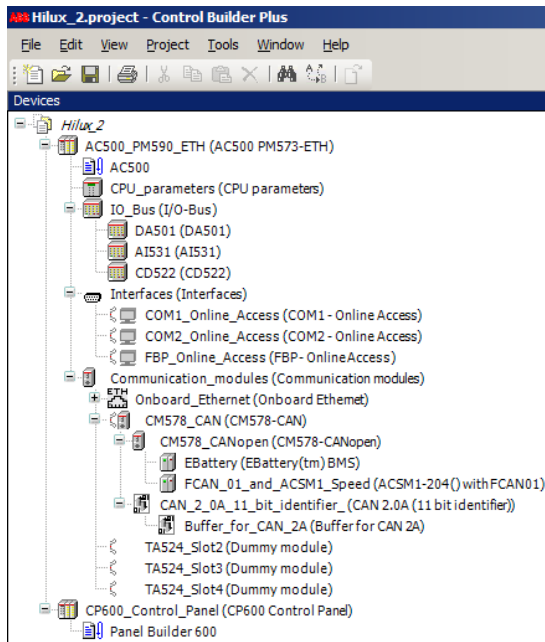 ABB Hilux_2.project - Control Builder Plus
File Edit View Project Tools Window Help
Devices
Hilux_2
AC500_PM590_ETH (AC500 PM573-ETH)
AC500
CPU_parameters (CPU parameters)
IO_Bus (I/O-Bus)
DA501 (DA501)
AI531 (AI531)
CD522 (CD522)
Interfaces (Interfaces)
COM1_Online_Access (COM1 - Online Access)
COM2_Online_Access (COM2 - Online Access)
FBP_Online_Access (FBP- Online Access)
Communication_modules (Communication modules)
ETH
Onboard_Ethernet (Onboard Ethernet)
CM578_CAN (CM578-CAN)
CM578_CANopen (CM578-CANopen)
EBattery (EBattery(tm) BMS)
FCAN_01_and_ACSM1_Speed (ACSM1-204() with FCAN01)
CAN_2_0A_11_bit_identifier_ (CAN 2.0A (11 bit identifier))
Buffer_for_CAN_2A (Buffer for CAN 2A)
TA524_Slot2 (Dummy module)
TA524_Slot3 (Dummy module)
TA524_Slot4 (Dummy module)
CP600_Control_Panel (CP600 Control Panel)
Panel Builder 600